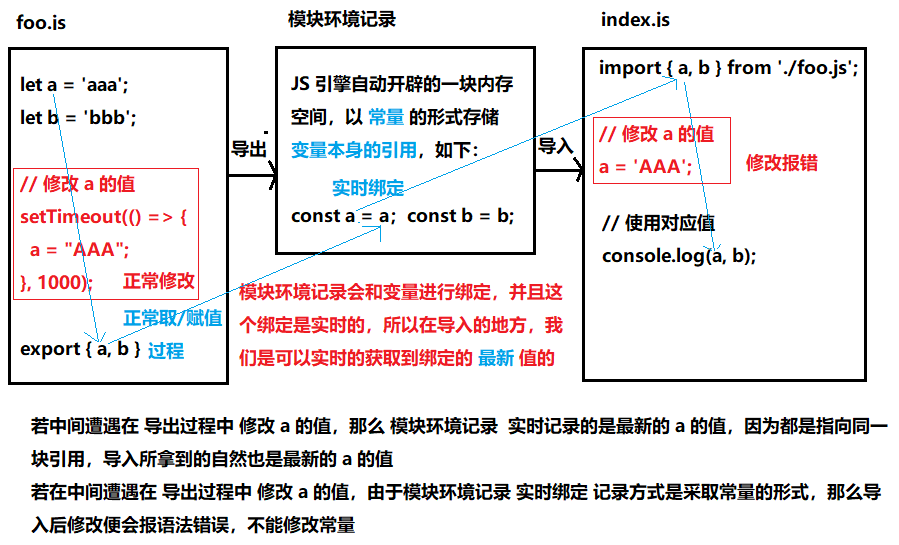 foo.js
let a = 'aaa';
let b = 'bbb';
// 修改 a 的值
setTimeout(() => {
a = "AAA";
}, 1000);
正常修改
正常取/赋值
export { a, b }
过程
导出
模块环境记录
JS 引擎自动开辟的一块内存
空间，以 常量 的形式存储
变量本身的引用，如下：
实时绑定
const a = a; const b = b;
模块环境记录会和变量进行绑定，并且这
个绑定是实时的，所以在导入的地方，我
们是可以实时的获取到绑定的 最新 值的
导入
index.js
import { a, b } from './foo.js';
// 修改 a 的值
a = 'AAA';
修改报错
// 使用对应值
console.log(a, b);
若中间遭遇在 导出过程中 修改 a 的值，那么 模块环境记录 实时记录的是最新的 a 的值，因为都是指向同一
块引用，导入所拿到的自然也是最新的 a 的值
若在中间遭遇在 导出过程中 修改 a 的值，由于模块环境记录 实时绑定 记录方式是采取常量的形式，那么导
入后修改便会报语法错误，不能修改常量